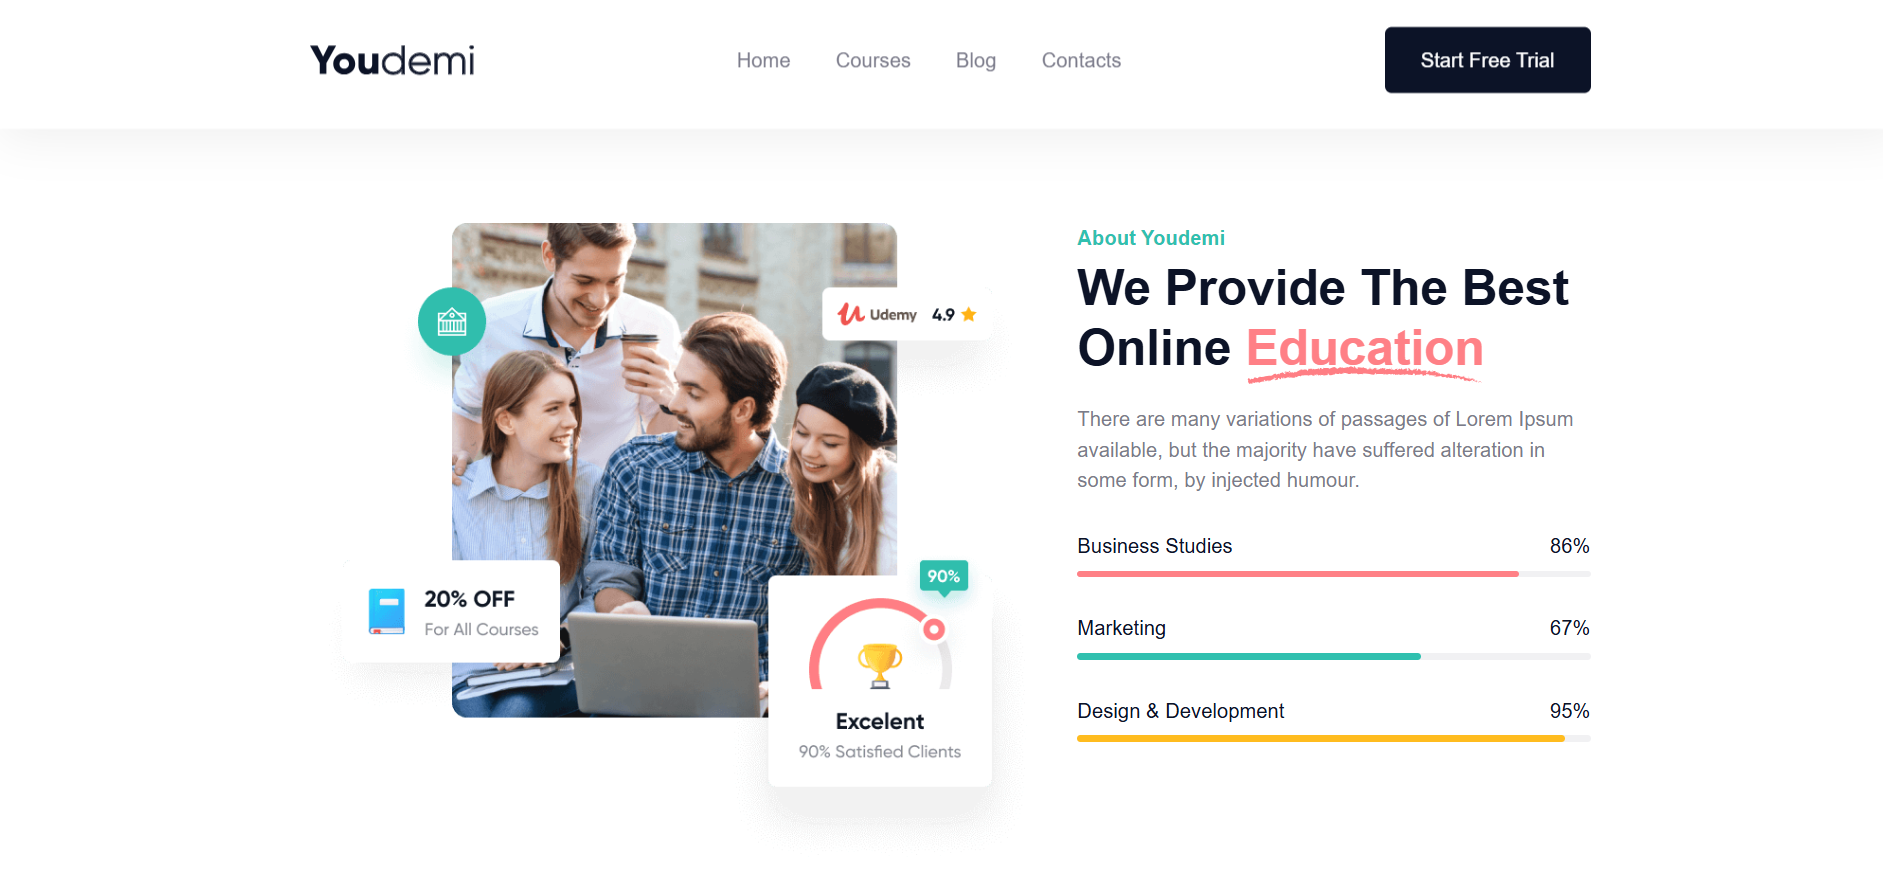 Youdemi
Home
Courses
Blog
Contacts
Start Free Trial
Udemy 4.9
20% OFF
For All Courses
90%
Excelent
90% Satisfied Clients
About Youdemi
We Provide The Best
Online Education
There are many variations of passages of Lorem Ipsum
available, but the majority have suffered alteration in
some form, by injected humour.
Business Studies 86%
Marketing 67%
Design & Development 95%